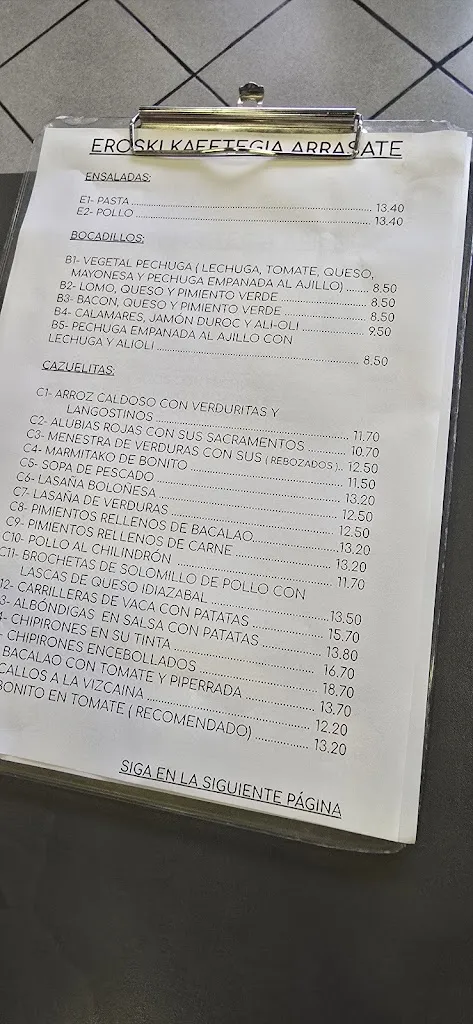 EROSKI KAFETEGIA ARRASATE
ENSALADAS:
E1- PASTA ........ 13.40
E2- POLLO ........ 13.40
BOCADILLOS:
B1- VEGETAL PECHUGA ( LECHUGA, TOMATE, QUESO,
MAYONESA Y PECHUGA EMPANADA AL AJILLO) ...... 8.50
B2- LOMO, QUESO Y PIMIENTO VERDE ........ 8.50
B3- BACON, QUESO Y PIMIENTO VERDE ........ 8.50
B4- CALAMARES, JAMÓN DUROC Y ALI-OLI ........ 9.50
B5- PECHUGA EMPANADA AL AJILLO CON
LECHUGA Y ALIOLI ........ 8.50
CAZUELITAS:
C1- ARROZ CALDOSO CON VERDURITAS Y
LANGOSTINOS ........ 11.70
C2- ALUBIAS ROJAS CON SUS SACRAMENTOS ........ 10.70
C3- MENESTRA DE VERDURAS CON SUS ( REBOZADOS ).. 12.50
C4- MARMITAKO DE BONITO ........ 11.50
C5- SOPA DE PESCADO ........ 13.20
C6- LASAÑA BOLOÑESA ........ 12.50
C7- LASAÑA DE VERDURAS ........ 12.50
C8- PIMIENTOS RELLENOS DE BACALAO ........ 13.20
C9- PIMIENTOS RELLENOS DE CARNE ........ 13.20
C10- POLLO AL CHILINDRÓN ........ 11.70
C11- BROCHETAS DE SOLOMILLO DE POLLO CON
LASCAS DE QUESO IDIAZABAL ........ 13.50
12- CARRILLERAS DE VACA CON PATATAS ........ 15.70
3- ALBÓNDIGAS EN SALSA CON PATATAS ........ 13.80
- CHIPIRONES EN SU TINTA ........ 16.70
- CHIPIRONES ENCEBOLLADOS ........ 18.70
BACALAO CON TOMATE Y PIPERRADA ........ 13.70
CALLOS A LA VIZCAINA ........ 12.20
BONITO EN TOMATE ( RECOMENDADO) ........ 13.20
SIGA EN LA SIGUIENTE PÁGINA